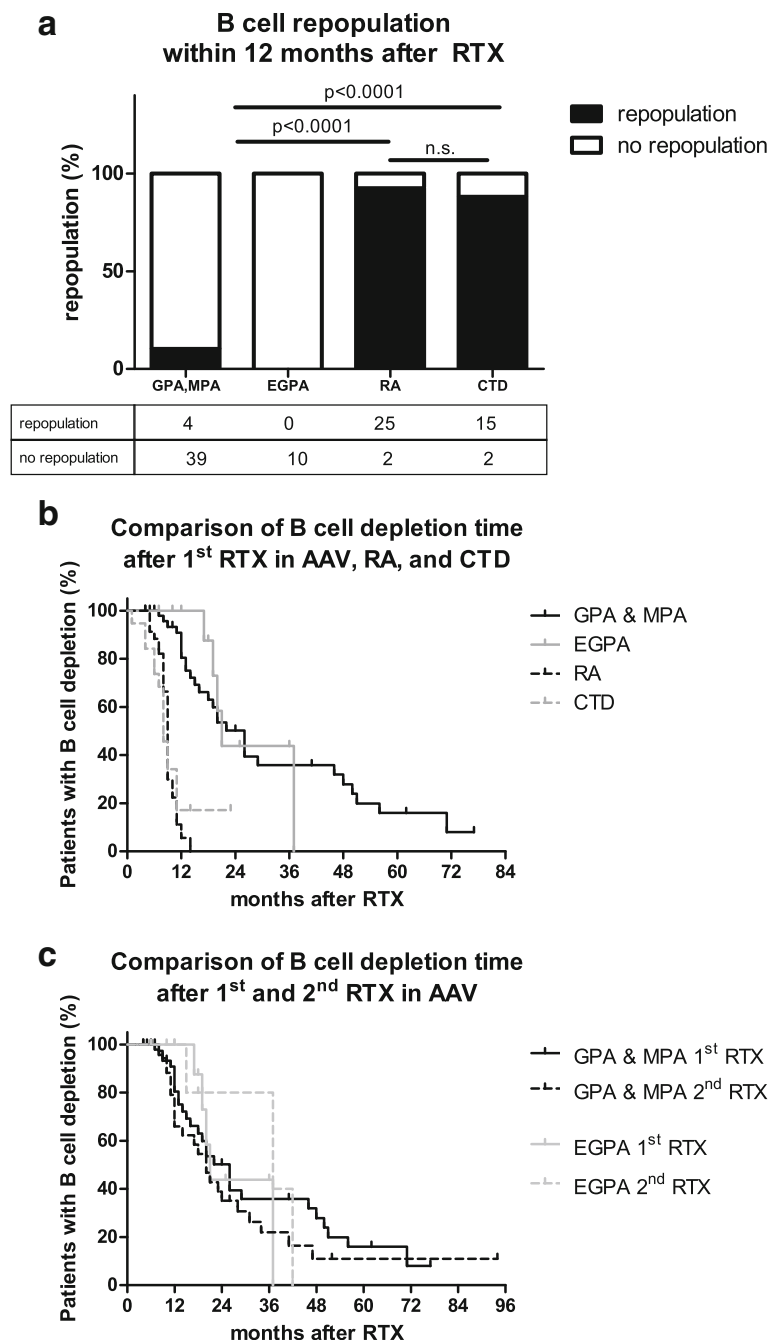 a
B cell repopulation
within 12 months after RTX
p<0.0001
p<0.0001
n.s.
repopulation
no repopulation
repopulation (%)
100
50
0
GPA,MPA EGPA RA CTD
repopulation 4 0 25 15
no repopulation 39 10 2 2
b
Comparison of B cell depletion time
after 1st RTX in AAV, RA, and CTD
Patients with B cell depletion (%)
100
80
60
40
20
0
0 12 24 36 48 60 72 84
months after RTX
GPA & MPA
EGPA
RA
CTD
c
Comparison of B cell depletion time
after 1st and 2nd RTX in AAV
Patients with B cell depletion (%)
100
80
60
40
20
0
0 12 24 36 48 60 72 84 96
months after RTX
GPA & MPA 1st RTX
GPA & MPA 2nd RTX
EGPA 1st RTX
EGPA 2nd RTX